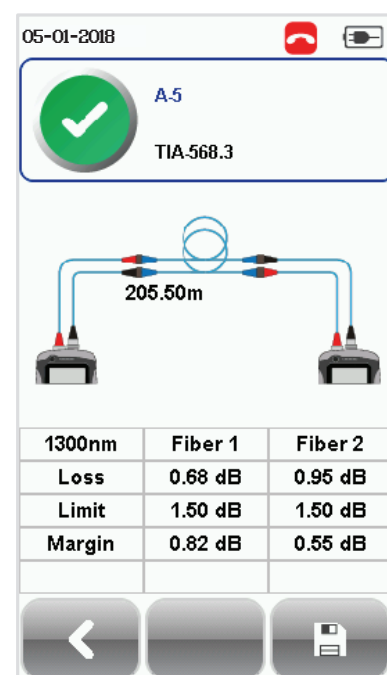 05-01-2018
A-5
TIA-568.3
205.50m
1300nm Fiber 1 Fiber 2
Loss 0.68 dB 0.95 dB
Limit 1.50 dB 1.50 dB
Margin 0.82 dB 0.55 dB